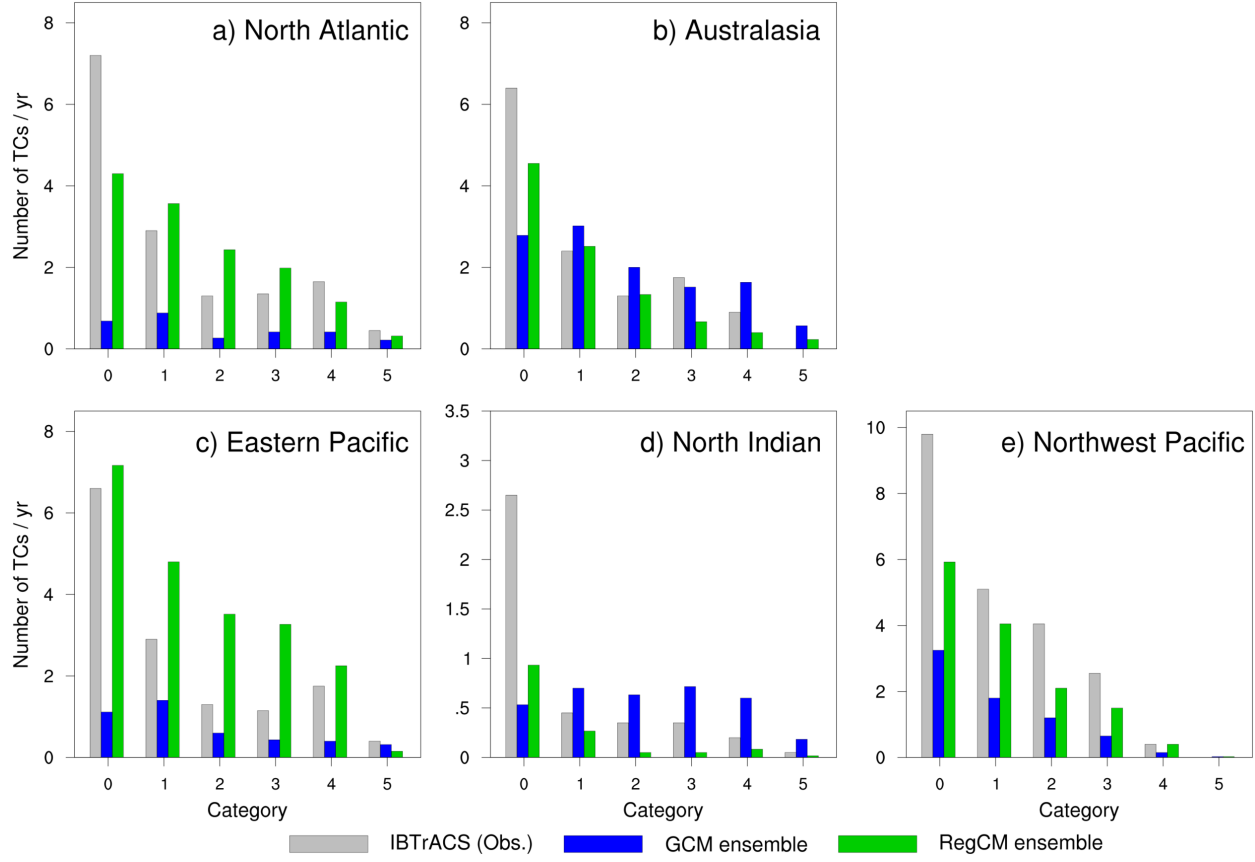 a) North Atlantic
Number of TCs / yr
8
6
4
2
0
0 1 2 3 4 5
b) Australasia
8
6
4
2
0
0 1 2 3 4 5
c) Eastern Pacific
Number of TCs / yr
8
6
4
2
0
0 1 2 3 4 5
Category
d) North Indian
3.5
3
2.5
2
1.5
1
.5
0
0 1 2 3 4 5
Category
e) Northwest Pacific
10
8
6
4
2
0
0 1 2 3 4 5
Category
IBTrACS (Obs.) GCM ensemble RegCM ensemble